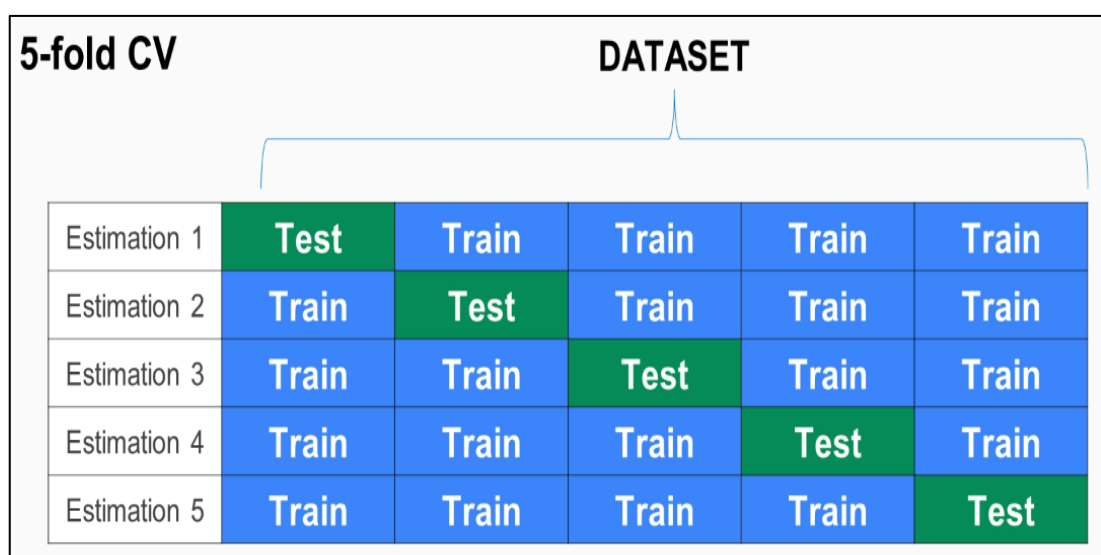 5-fold CV DATASET
Estimation 1 Test Train Train Train Train
Estimation 2 Train Test Train Train Train
Estimation 3 Train Train Test Train Train
Estimation 4 Train Train Train Test Train
Estimation 5 Train Train Train Train Test